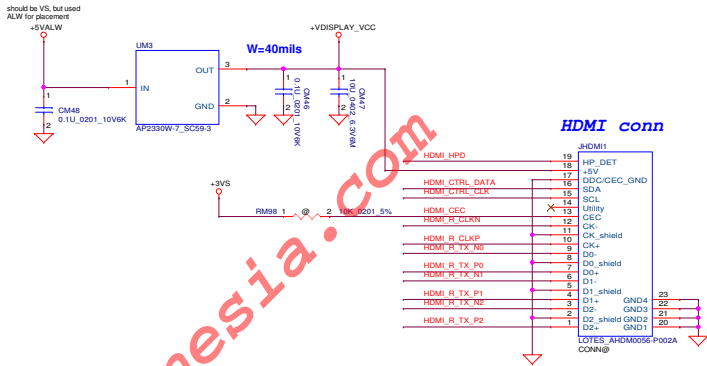 should be VS, but used
ALW for placement
+5VALW
+VDISPLAY_VCC
UM3
W=40mils
OUT 3
1 IN
GND 2
AP2330W-7_SC59-3
1
2
CM48
0.1U_0201_10V6K
1
2
CM46
0.1U_0201_10V6K
1
2
CM47
10U_0402_6.3V6M
HDMI conn
JHDMI1
+3VS
RM98 1 @ 2 10K_0201_5%
HDMI_HPD 19 HP_DET
18 +5V
17 DDC/CEC_GND
HDMI_CTRL_DATA 16 SDA
HDMI_CTRL_CLK 15 SCL
14 Utility
HDMI_CEC 13 CEC
HDMI_R_CLKN 12 CK-
11 CK_shield
HDMI_R_CLKP 10 CK+
HDMI_R_TX_N0 9 D0-
8 D0_shield
HDMI_R_TX_P0 7 D0+
HDMI_R_TX_N1 6 D1-
5 D1_shield
HDMI_R_TX_P1 4 D1+ GND4 23
HDMI_R_TX_N2 3 D2- GND3 22
2 D2_shield GND2 21
HDMI_R_TX_P2 1 D2+ GND1 20
LOTES_AHDM0056-P002A
CONN@
nesia.com